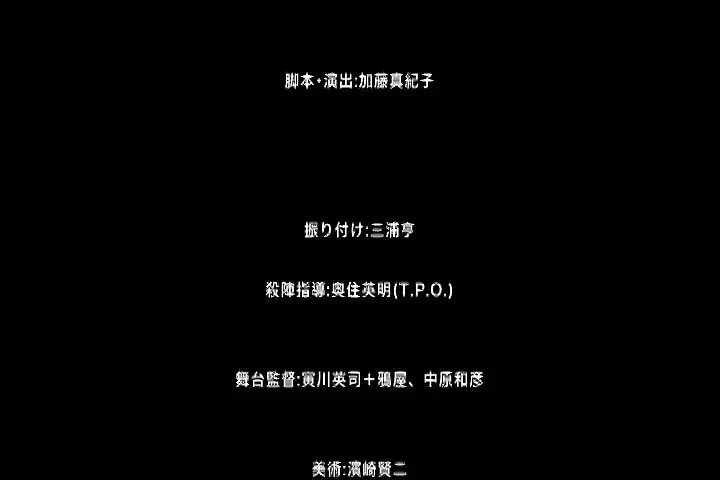 脚本・演出:加藤真紀子
振り付け:三浦亨
殺陣指導:奥住英明(T.P.O.)
舞台監督:寅川英司＋鴉屋、中原和彦
美術:濱崎賢二